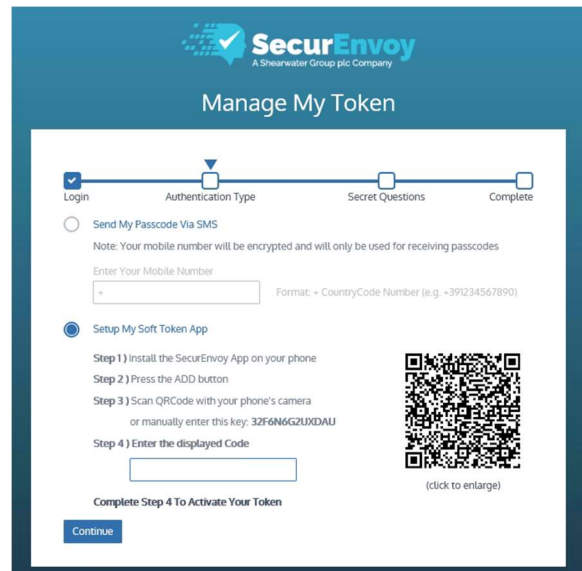 SecurEnvoy
A Shearwater Group plc Company
Manage My Token
Login
Authentication Type
Secret Questions
Complete
Send My Passcode Via SMS
Note: Your mobile number will be encrypted and will only be used for receiving passcodes
Enter Your Mobile Number
+
Format: + CountryCode Number (e.g. +391234567890)
Setup My Soft Token App
Step 1 ) Install the SecurEnvoy App on your phone
Step 2 ) Press the ADD button
Step 3 ) Scan QRCode with your phone's camera
or manually enter this key: 32F6N6G2UXDAU
Step 4 ) Enter the displayed Code
(click to enlarge)
Complete Step 4 To Activate Your Token
Continue